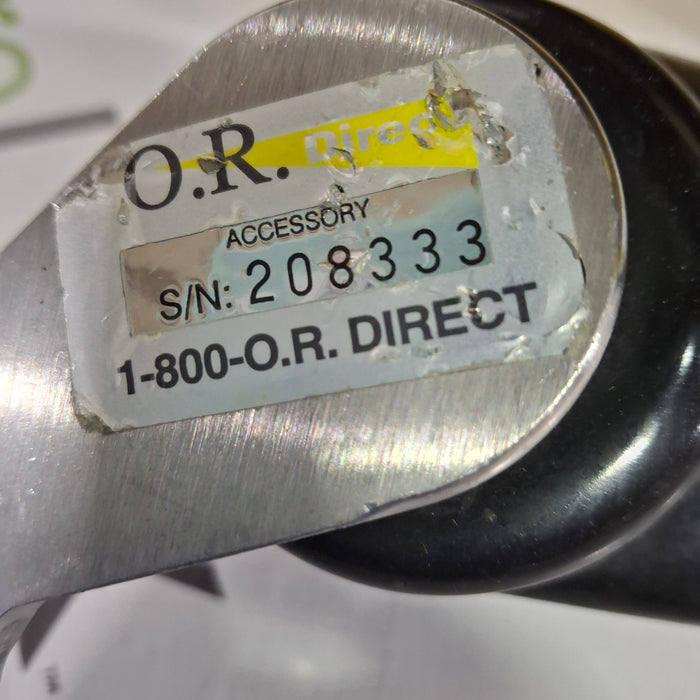 O.R. Direct
ACCESSORY
S/N: 208333
1-800-O.R. DIRECT